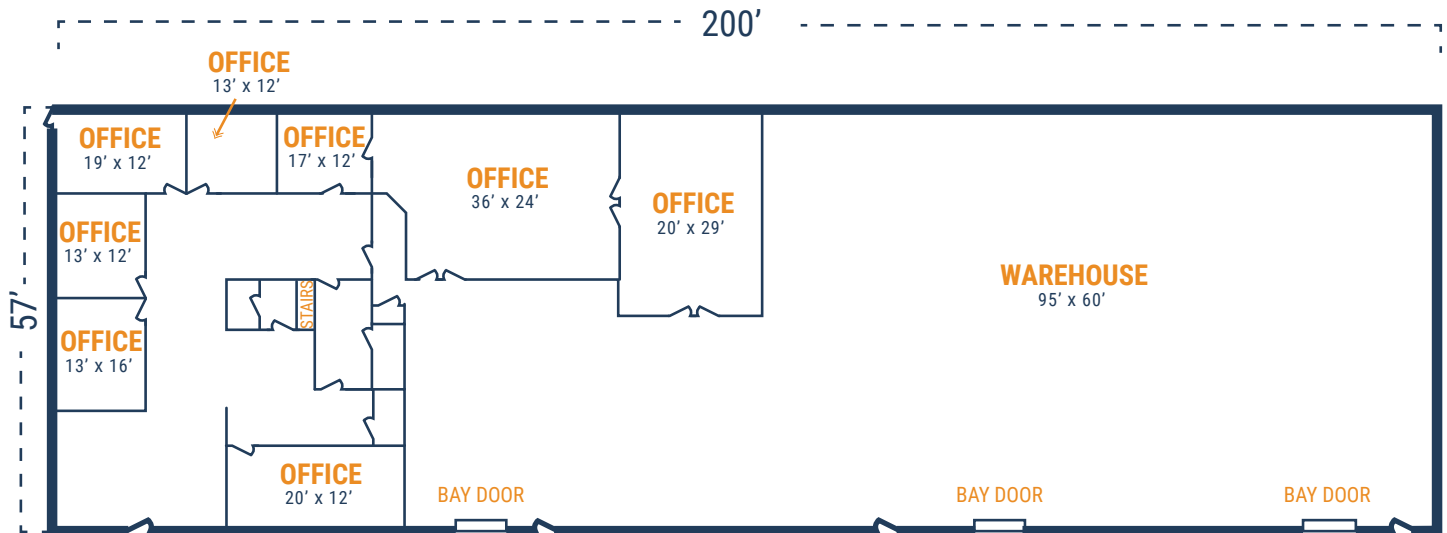 200’
OFFICE
13’ x 12’
OFFICE
19’ x 12’
OFFICE
17’ x 12’
OFFICE
36’ x 24’
OFFICE
20’ x 29’
OFFICE
13’ x 12’
WAREHOUSE
95’ x 60’
STAIRS
57’
OFFICE
13’ x 16’
OFFICE
20’ x 12’
BAY DOOR
BAY DOOR
BAY DOOR